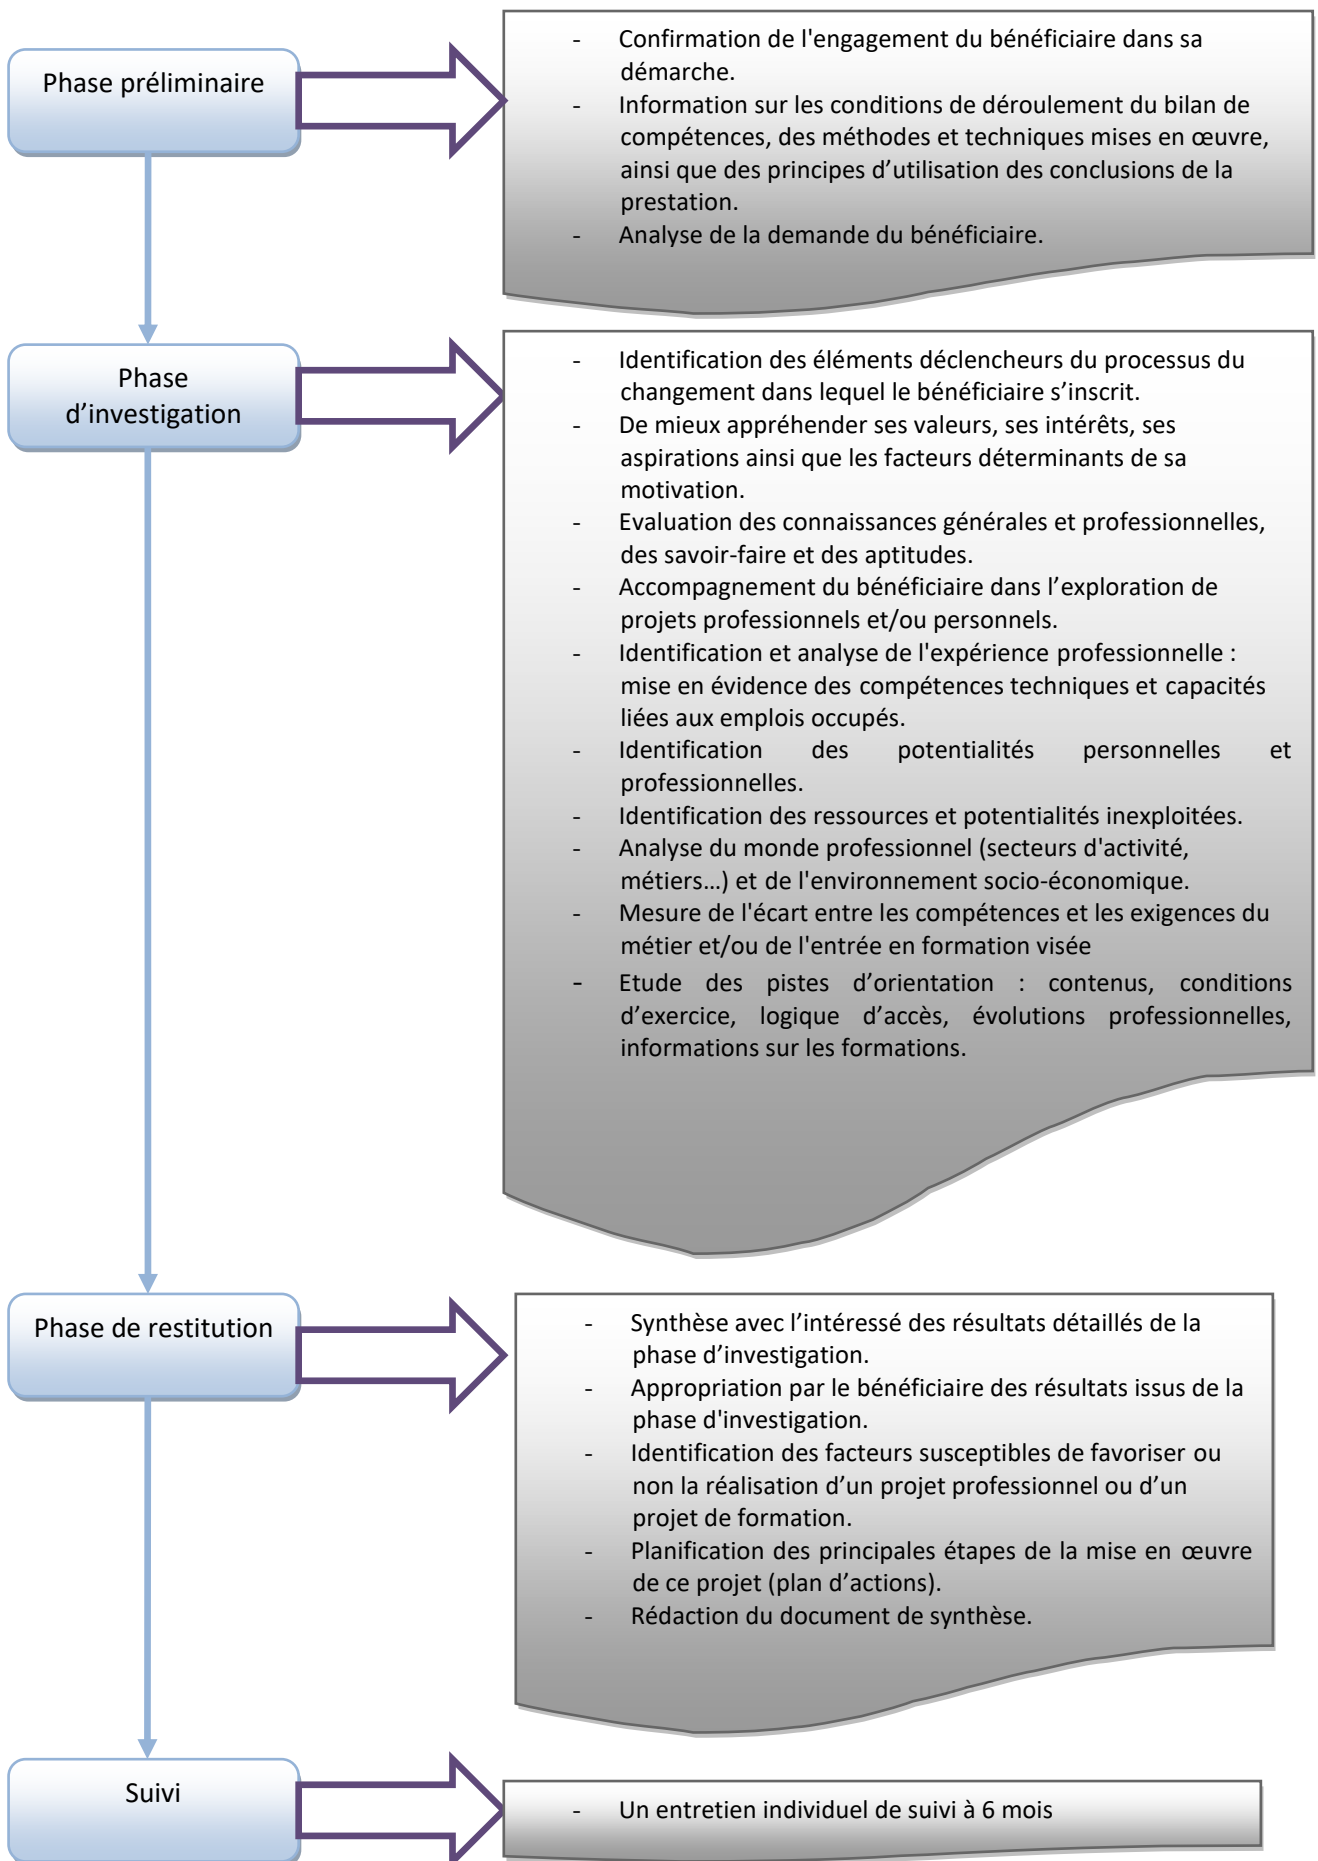 Phase préliminaire
- Confirmation de l'engagement du bénéficiaire dans sa
démarche.
- Information sur les conditions de déroulement du bilan de
compétences, des méthodes et techniques mises en œuvre,
ainsi que des principes d’utilisation des conclusions de la
prestation.
- Analyse de la demande du bénéficiaire.
Phase
d’investigation
- Identification des éléments déclencheurs du processus du
changement dans lequel le bénéficiaire s’inscrit.
- De mieux appréhender ses valeurs, ses intérêts, ses
aspirations ainsi que les facteurs déterminants de sa
motivation.
- Evaluation des connaissances générales et professionnelles,
des savoir-faire et des aptitudes.
- Accompagnement du bénéficiaire dans l’exploration de
projets professionnels et/ou personnels.
- Identification et analyse de l'expérience professionnelle :
mise en évidence des compétences techniques et capacités
liées aux emplois occupés.
- Identification des potentialités personnelles et
professionnelles.
- Identification des ressources et potentialités inexploitées.
- Analyse du monde professionnel (secteurs d'activité,
métiers…) et de l'environnement socio-économique.
- Mesure de l'écart entre les compétences et les exigences du
métier et/ou de l'entrée en formation visée
- Etude des pistes d’orientation : contenus, conditions
d’exercice, logique d’accès, évolutions professionnelles,
informations sur les formations.
Phase de restitution
- Synthèse avec l’intéressé des résultats détaillés de la
phase d’investigation.
- Appropriation par le bénéficiaire des résultats issus de la
phase d'investigation.
- Identification des facteurs susceptibles de favoriser ou
non la réalisation d’un projet professionnel ou d’un
projet de formation.
- Planification des principales étapes de la mise en œuvre
de ce projet (plan d’actions).
- Rédaction du document de synthèse.
Suivi
- Un entretien individuel de suivi à 6 mois